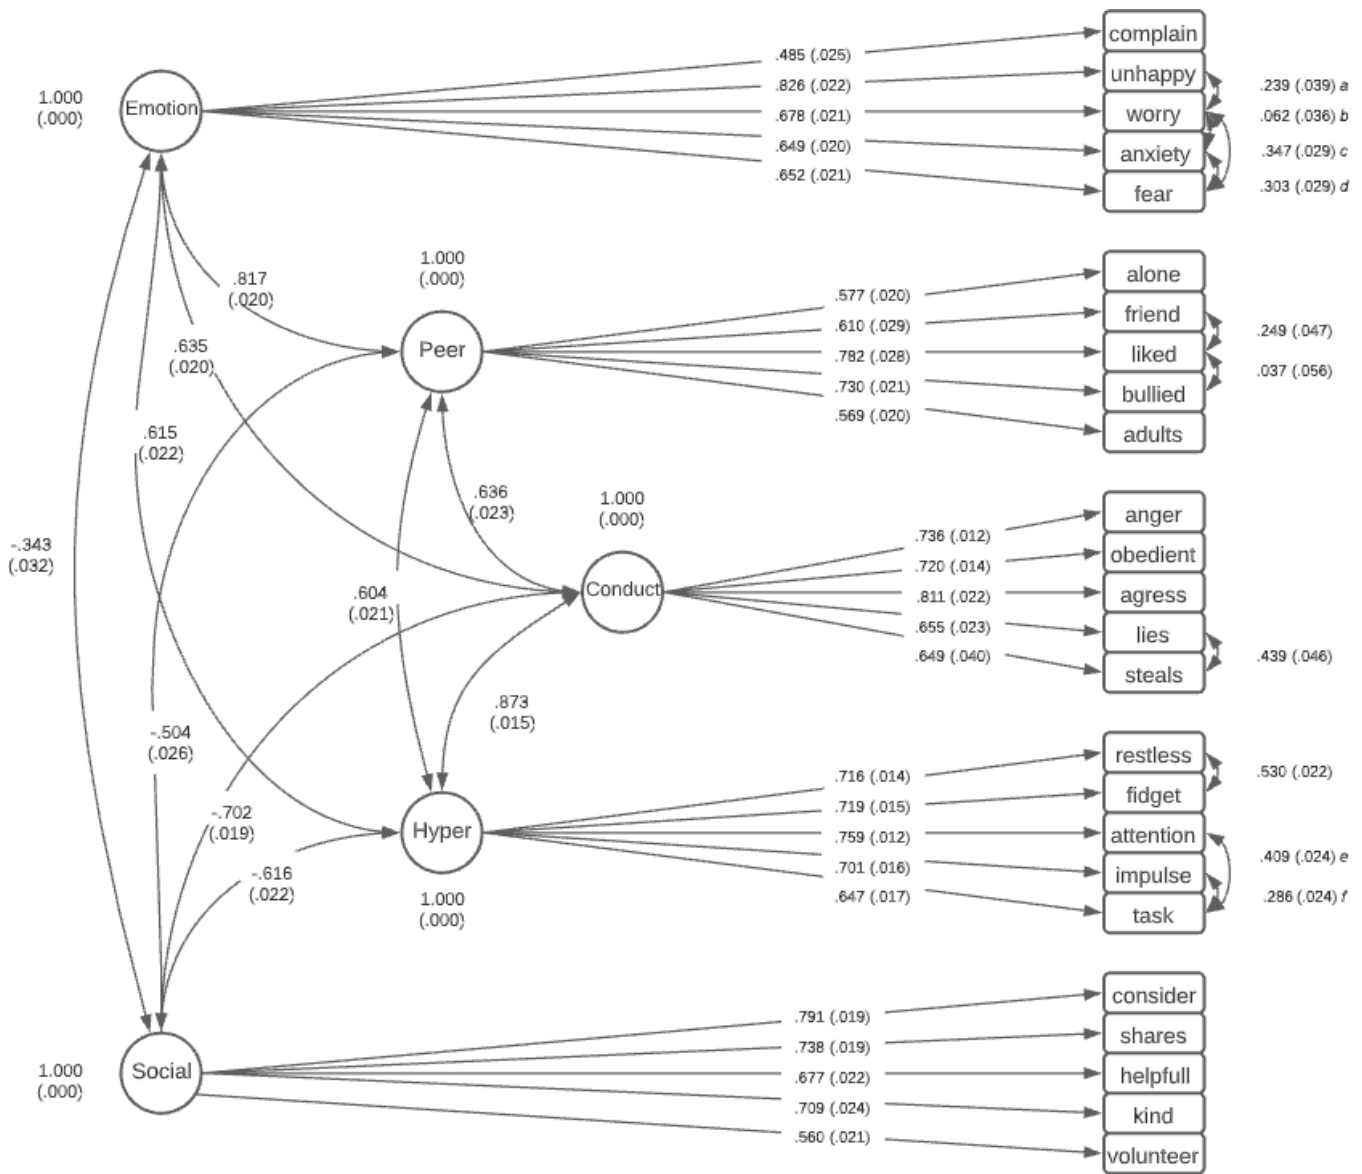 complain
.485 (.025)
unhappy
.826 (.022)
.239 (.039) a
1.000
(.000)
Emotion
.678 (.021)
worry
.062 (.036) b
.649 (.020)
anxiety
.347 (.029) c
.652 (.021)
fear
.303 (.029) d
.817
(.020)
1.000
(.000)
alone
.577 (.020)
friend
.610 (.029)
.249 (.047)
.635
(.020)
Peer
.782 (.028)
liked
.037 (.056)
.730 (.021)
bullied
.569 (.020)
adults
.615
(.022)
.636
(.023)
1.000
(.000)
anger
.736 (.012)
obedient
.720 (.014)
-.343
(.032)
.604
(.021)
Conduct
.811 (.022)
agress
.655 (.023)
lies
.649 (.040)
.439 (.046)
steals
.873
(.015)
-.504
(.026)
restless
.716 (.014)
.530 (.022)
fidget
.719 (.015)
-.702
(.019)
Hyper
.759 (.012)
attention
.409 (.024) e
.701 (.016)
impulse
-.616
(.022)
.647 (.017)
.286 (.024) f
1.000
(.000)
task
consider
.791 (.019)
shares
.738 (.019)
1.000
(.000)
Social
.677 (.022)
helpfull
.709 (.024)
kind
.560 (.021)
volunteer